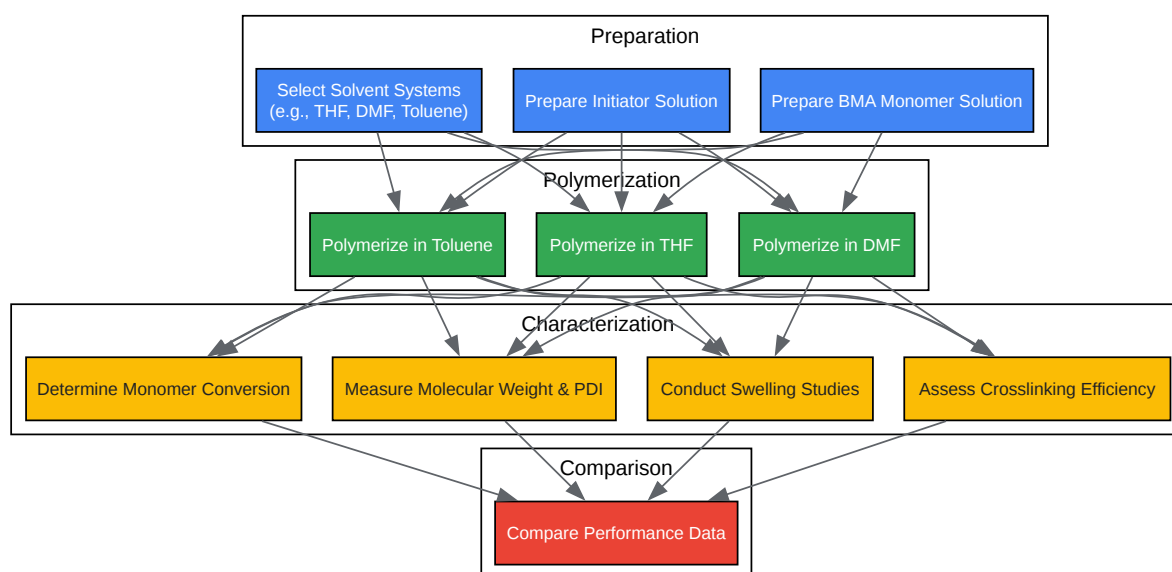 Preparation
Select Solvent Systems
(e.g., THF, DMF, Toluene)
Prepare Initiator Solution
Prepare BMA Monomer Solution
Polymerization
Polymerize in Toluene
Polymerize in THF
Polymerize in DMF
Characterization
Determine Monomer Conversion
Measure Molecular Weight & PDI
Conduct Swelling Studies
Assess Crosslinking Efficiency
Comparison
Compare Performance Data